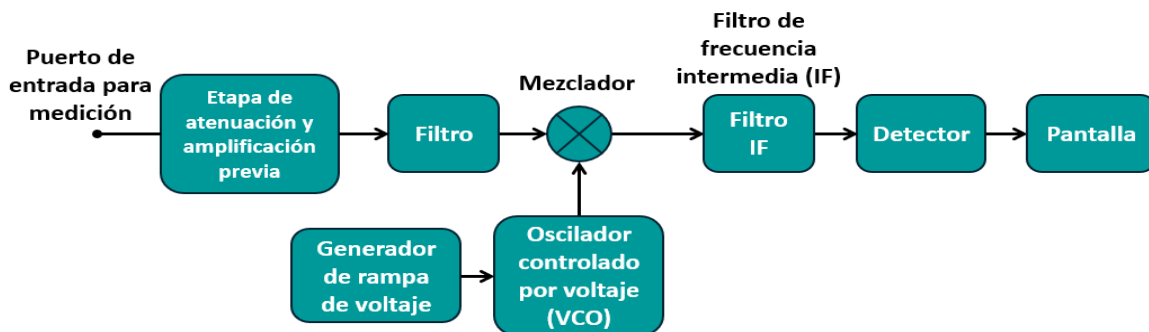 Puerto de
entrada para
medición
Etapa de
atenuación y
amplificación
previa
Filtro
Mezclador
Filtro de
frecuencia
intermedia (IF)
Filtro
IF
Detector
Pantalla
Generador
de rampa
de voltaje
Oscilador
controlado
por voltaje
(VCO)